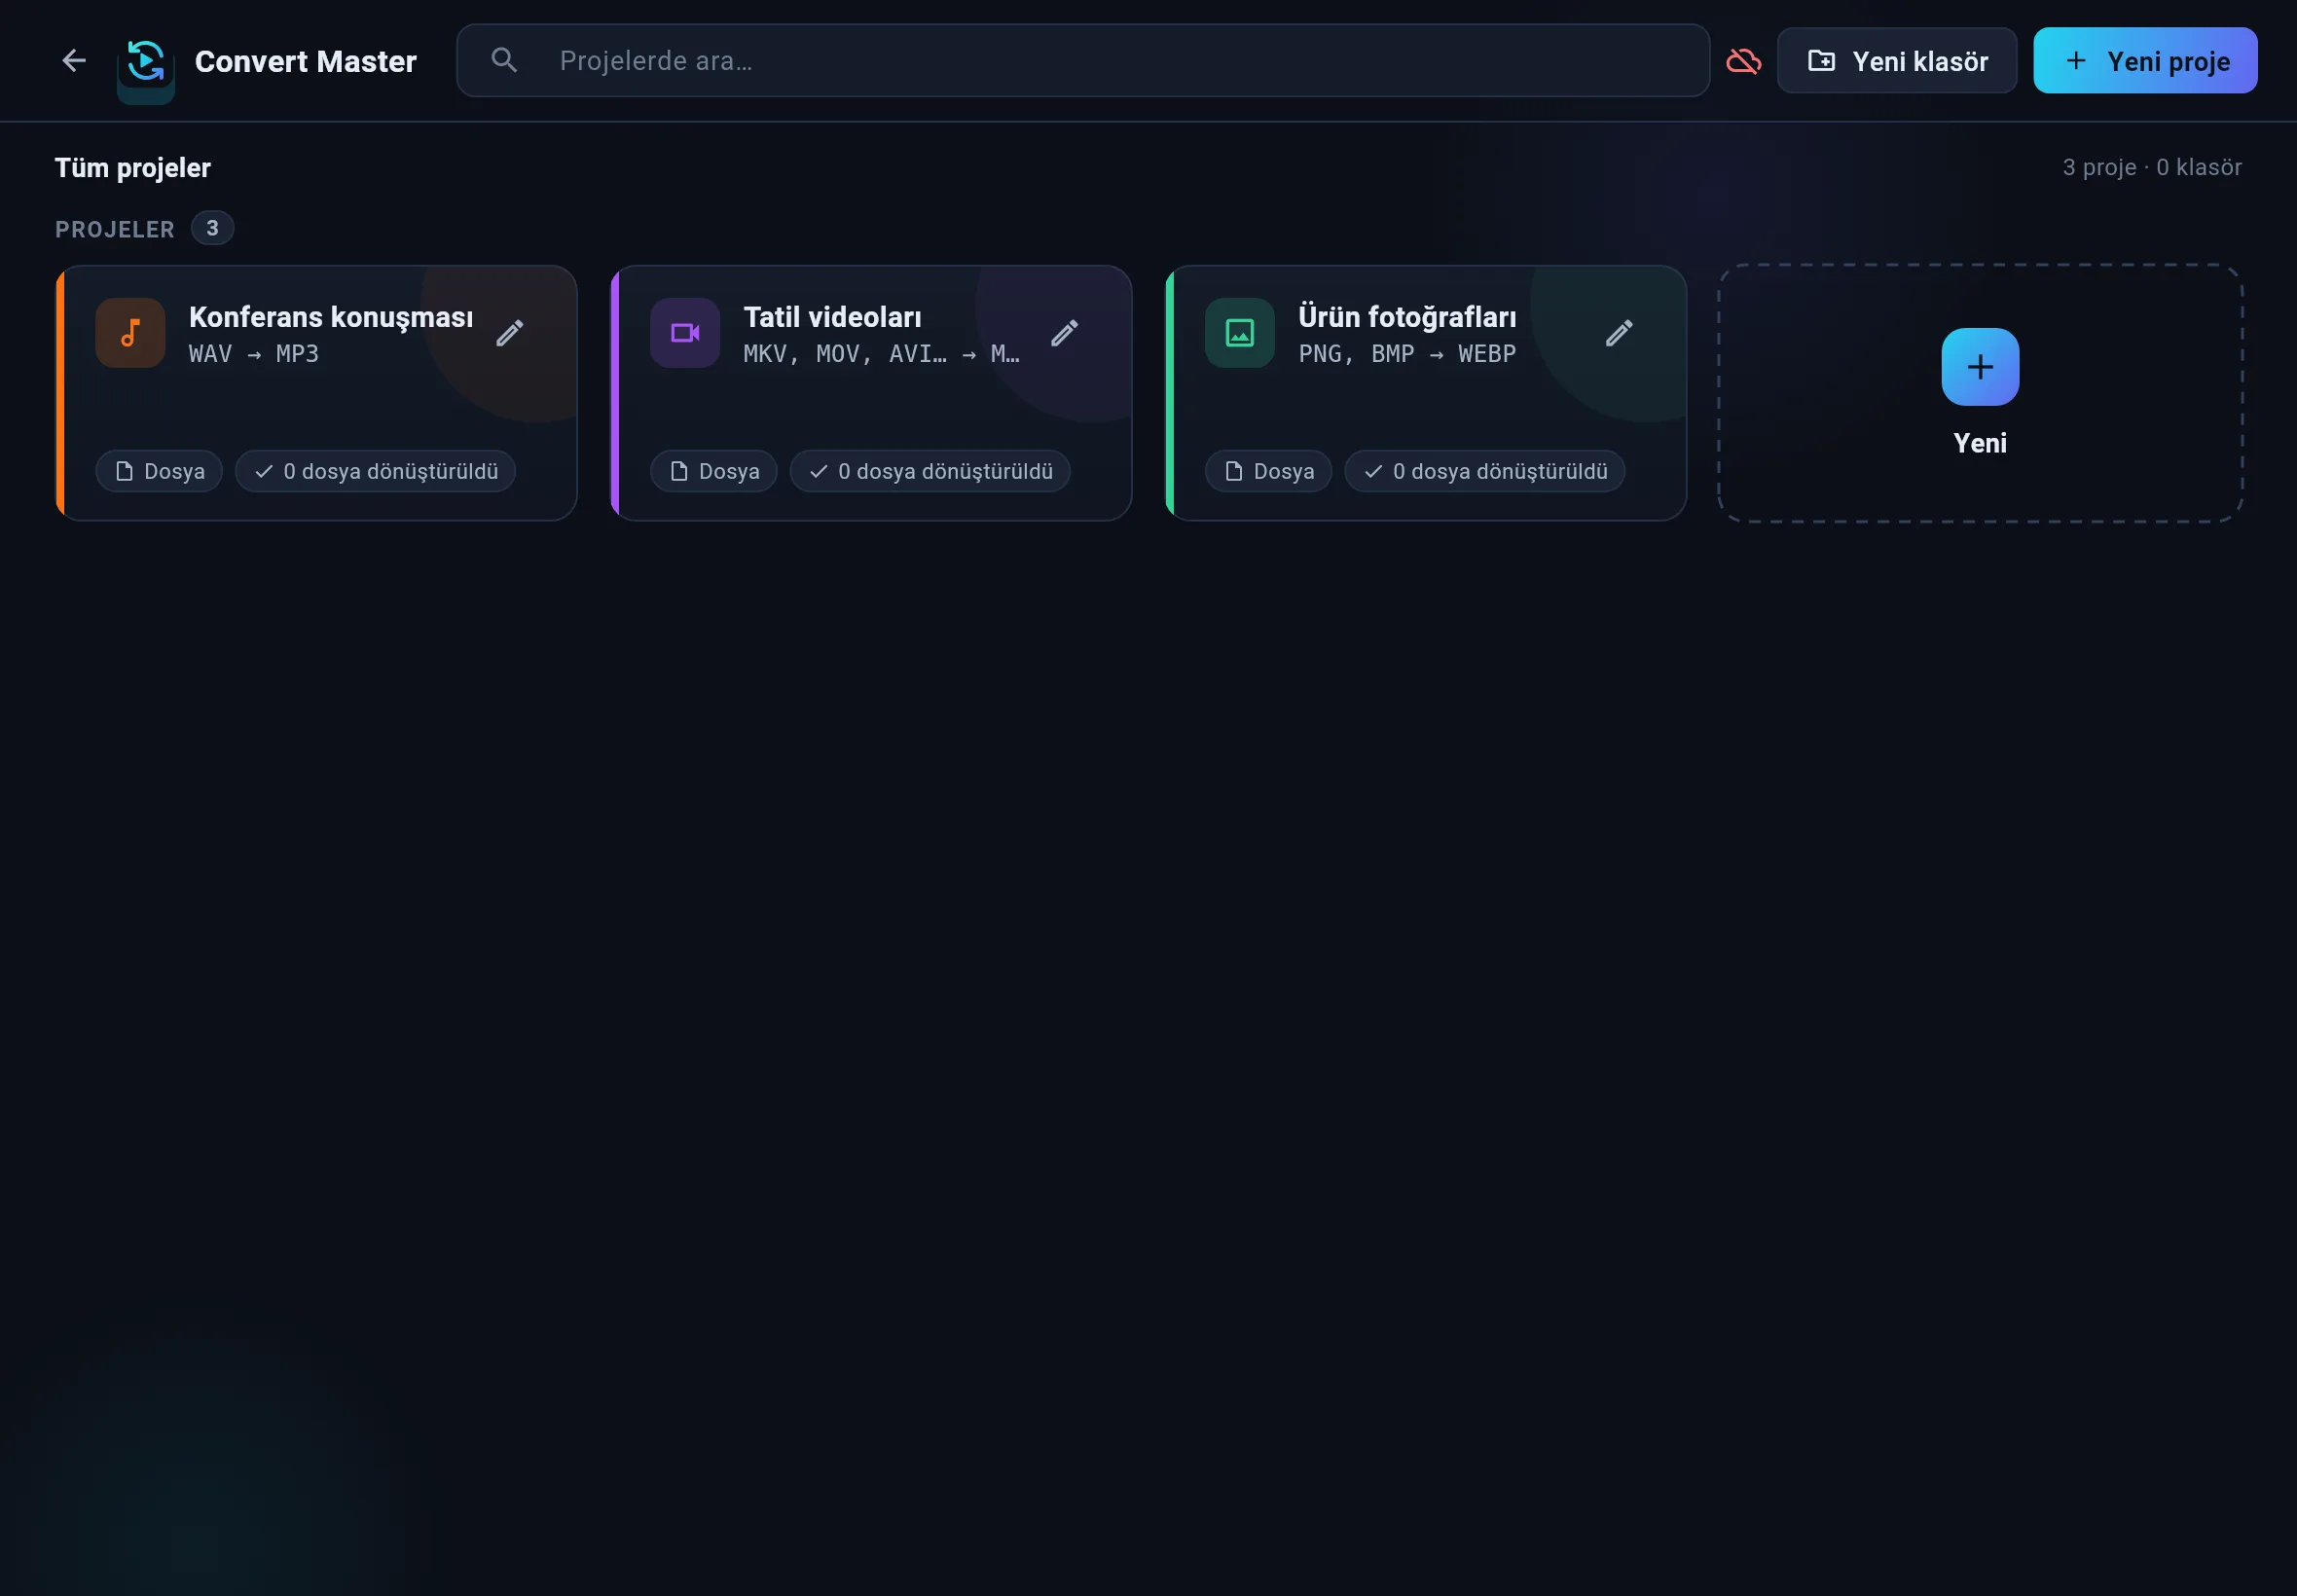 Convert Master
Projelerde ara…
Yeni klasör
Yeni proje
Tüm projeler
3 proje · 0 klasör
PROJELER 3
Konferans konuşması
WAV → MP3
Dosya
0 dosya dönüştürüldü
Tatil videoları
MKV, MOV, AVI… → M…
Dosya
0 dosya dönüştürüldü
Ürün fotoğrafları
PNG, BMP → WEBP
Dosya
0 dosya dönüştürüldü
Yeni